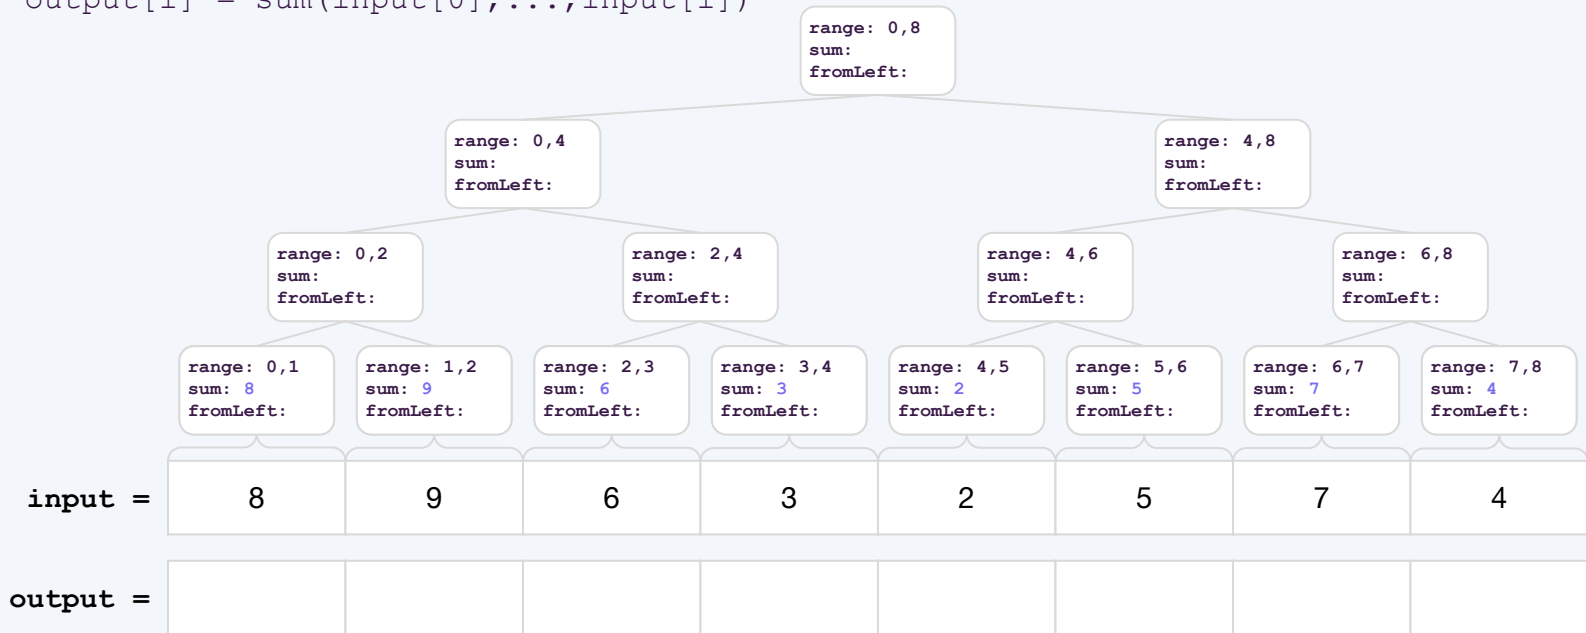 output[i] = sum(input[0],...,input[i])
range: 0,8
sum:
fromLeft:
range: 0,4
sum:
fromLeft:
range: 4,8
sum:
fromLeft:
range: 0,2
sum:
fromLeft:
range: 2,4
sum:
fromLeft:
range: 4,6
sum:
fromLeft:
range: 6,8
sum:
fromLeft:
range: 0,1
sum: 8
fromLeft:
range: 1,2
sum: 9
fromLeft:
range: 2,3
sum: 6
fromLeft:
range: 3,4
sum: 3
fromLeft:
range: 4,5
sum: 2
fromLeft:
range: 5,6
sum: 5
fromLeft:
range: 6,7
sum: 7
fromLeft:
range: 7,8
sum: 4
fromLeft:
input = 8 9 6 3 2 5 7 4
output =